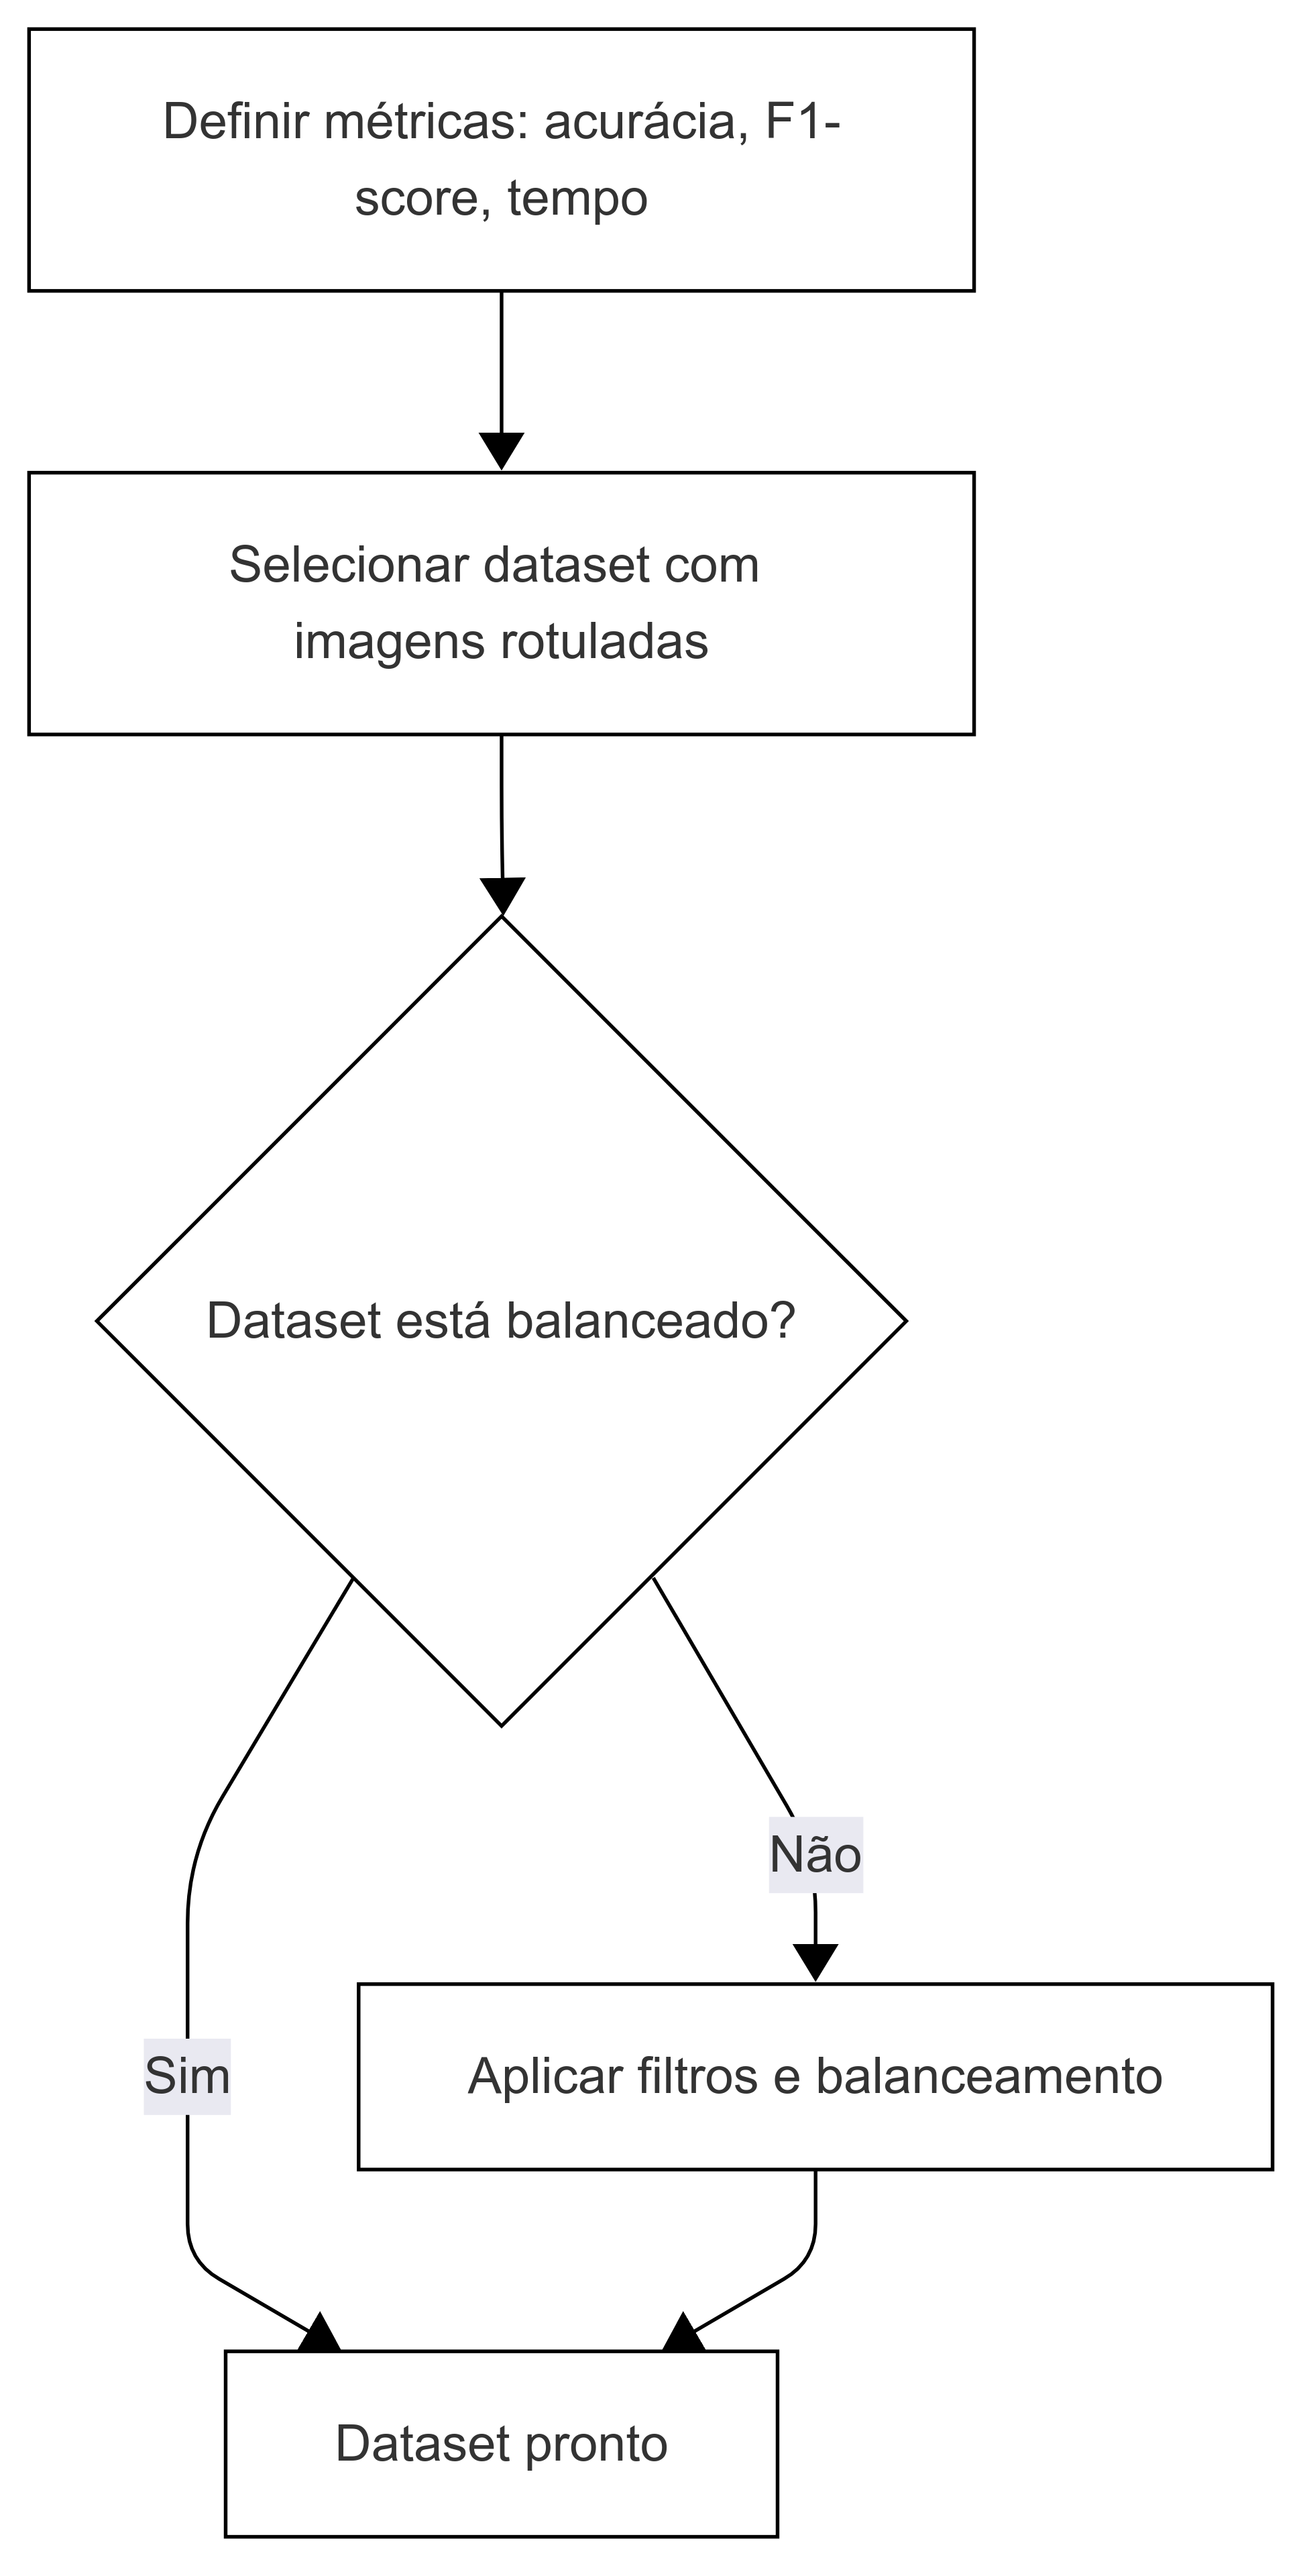 Definir métricas: acurácia, F1-
score, tempo
Selecionar dataset com
imagens rotuladas
Dataset está balanceado?
Não
Sim
Aplicar filtros e balanceamento
Dataset pronto